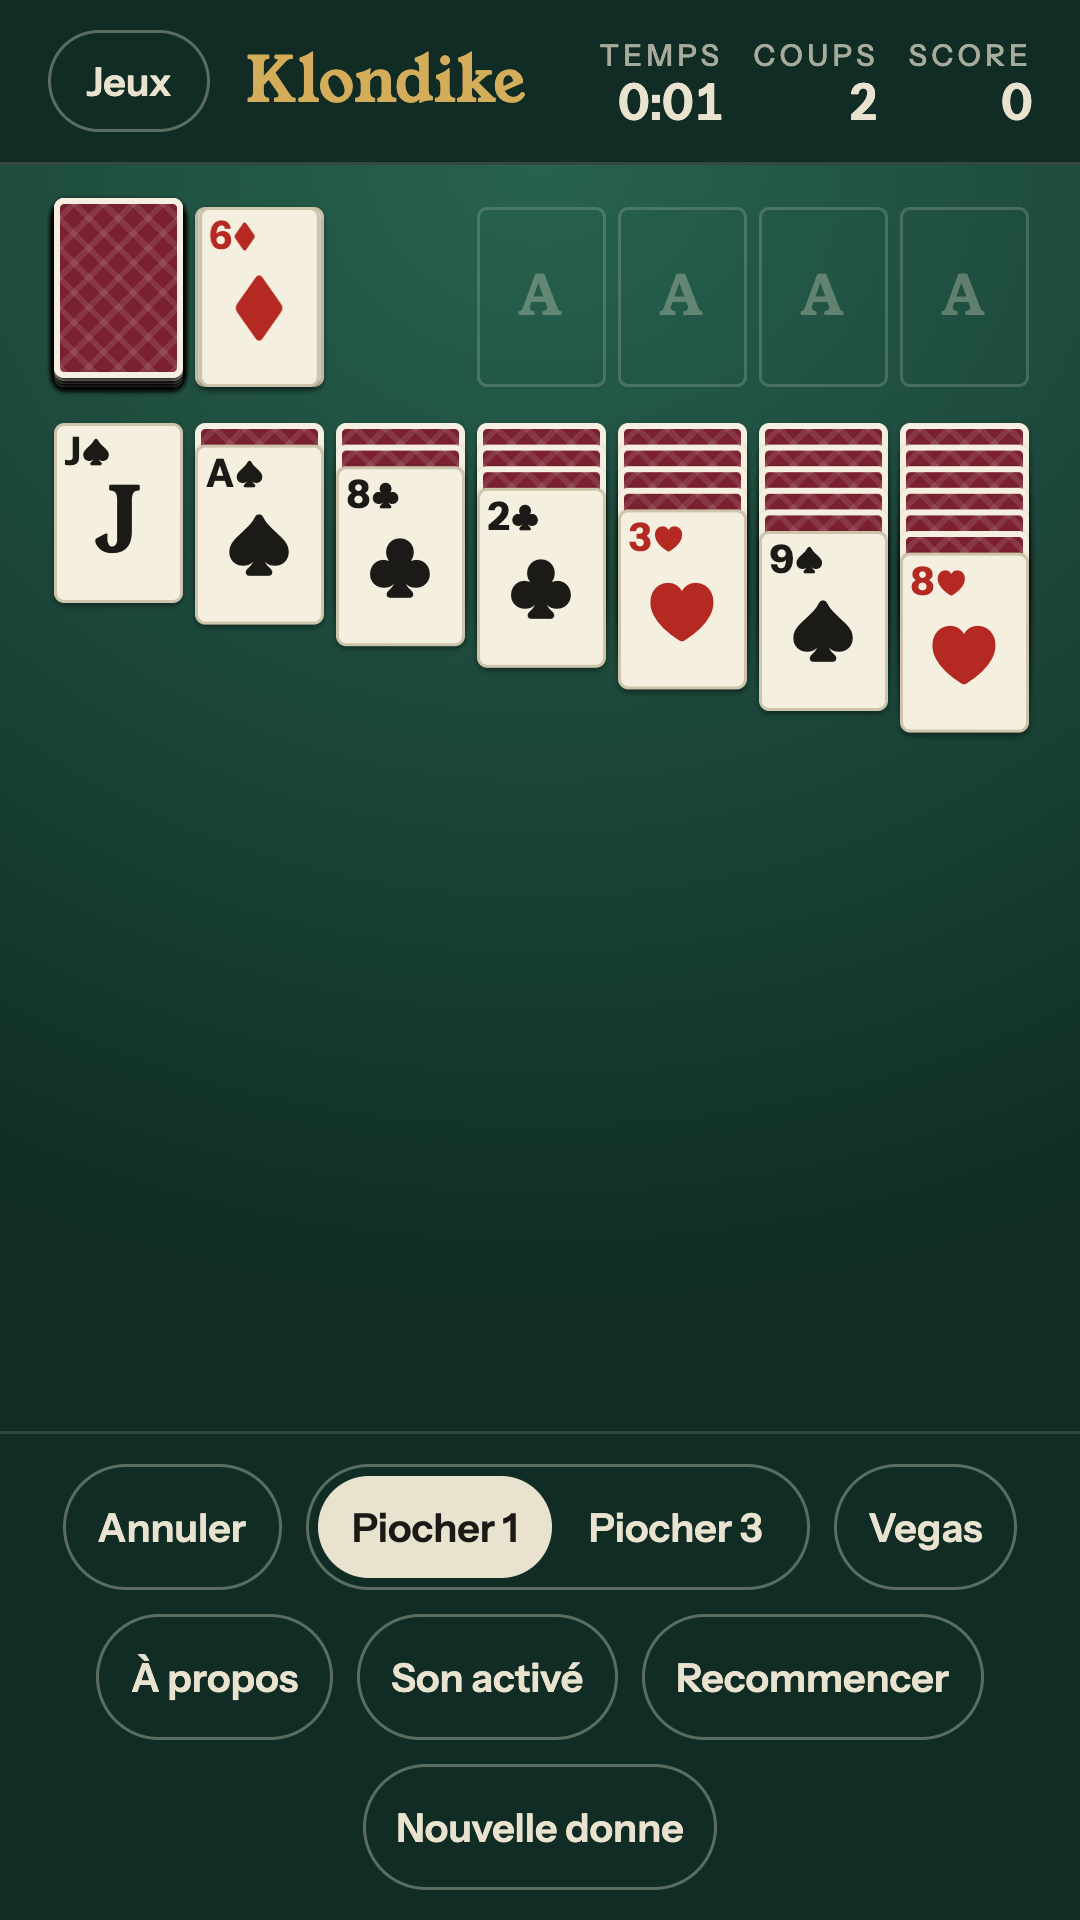 Jeux
Klondike
TEMPS COUPS SCORE
0:01 2 0
6♦
A A A A
J♠
J
A♠
8♣
2♣
3♥
9♠
8♥
Annuler
Piocher 1
Piocher 3
Vegas
À propos
Son activé
Recommencer
Nouvelle donne